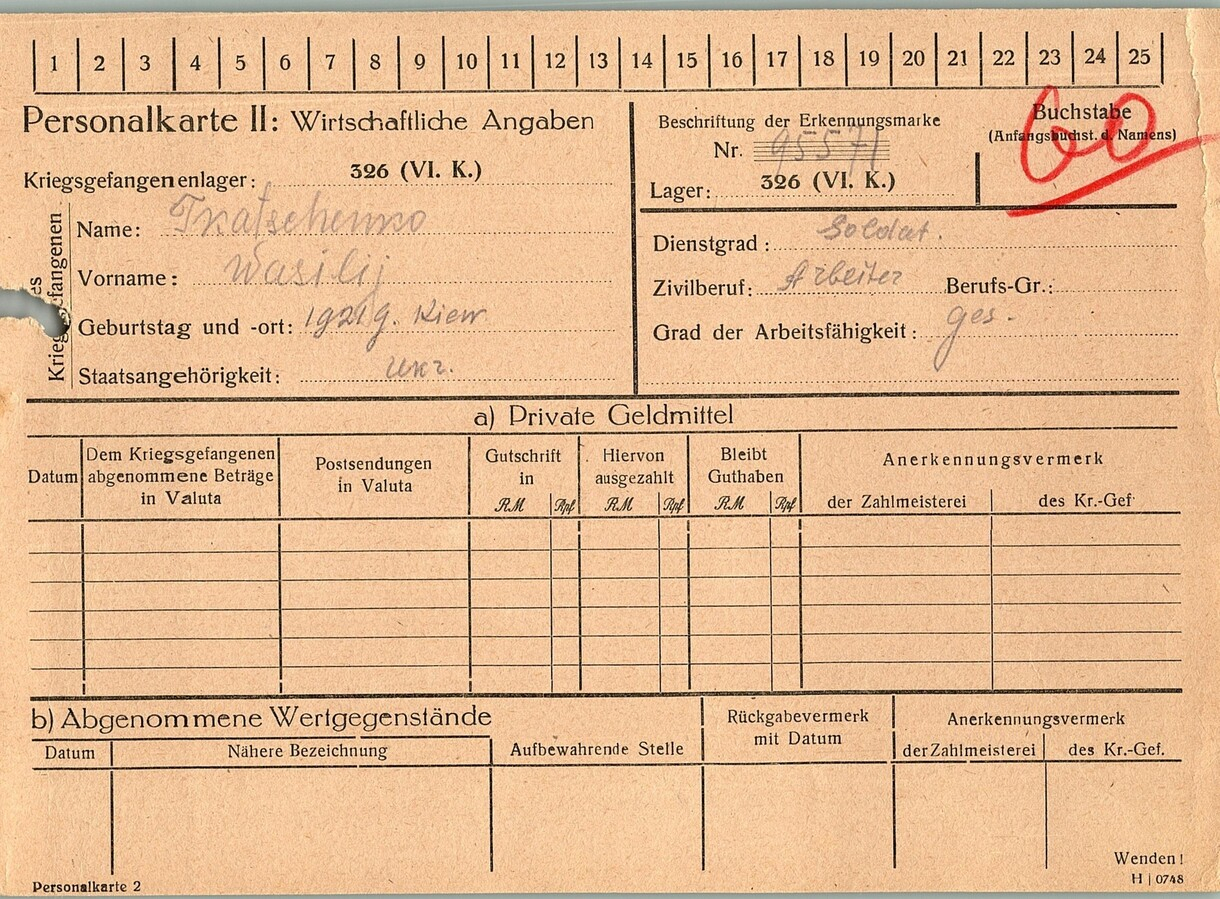 1 2 3 4 5 6 7 8 9 10 11 12 13 14 15 16 17 18 19 20 21 22 23 24 25
Personalkarte II: Wirtschaftliche Angaben
Kriegsgefangenenlager: 326 (VI. K.)
Name: Tkatschenko
Vorname: Wasilij
Geburtstag und -ort: 1921 g. Kiew
Staatsangehörigkeit: Ukr.
Kriegsgefangenen
Beschriftung der Erkennungsmarke
Nr. 95571
Lager: 326 (VI. K.)
Buchstabe
(Anfangsbuchst. d. Namens)
60
Dienstgrad: Soldat.
Zivilberuf: Arbeiter Berufs-Gr.:
Grad der Arbeitsfähigkeit: ges.
a) Private Geldmittel
Datum
Dem Kriegsgefangenen
abgenommene Beträge
in Valuta
Postsendungen
in Valuta
Gutschrift
in
RM Rpf
Hiervon
ausgezahlt
RM Rpf
Bleibt
Guthaben
RM Rpf
Anerkennungsvermerk
der Zahlmeisterei des Kr.-Gef
b) Abgenommene Wertgegenstände
Datum Nähere Bezeichnung
Aufbewahrende Stelle
Rückgabevermerk
mit Datum
Anerkennungsvermerk
der Zahlmeisterei des Kr.-Gef.
Wenden!
Personalkarte 2
H | 0748